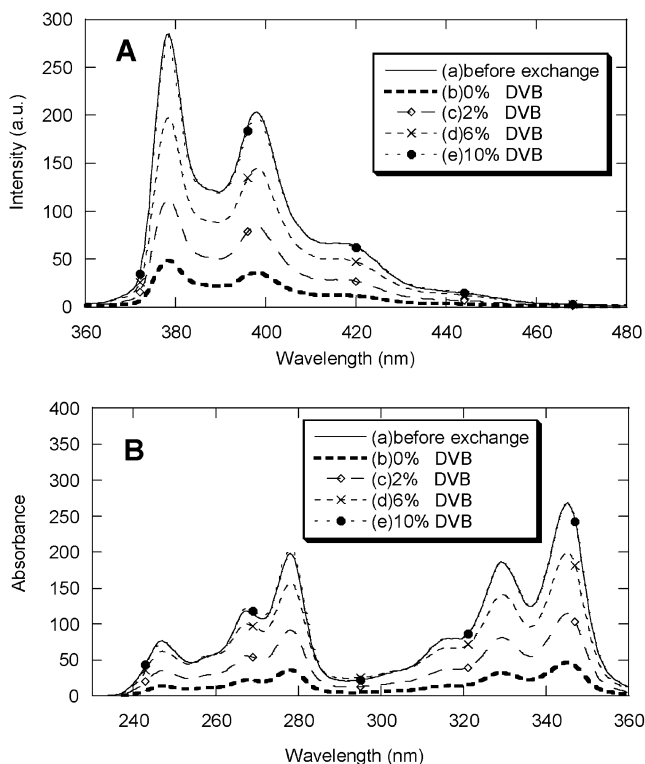 A
300
250
200
150
100
50
0
Intensity (a.u.)
(a)before exchange
(b)0% DVB
(c)2% DVB
(d)6% DVB
(e)10% DVB
360 380 400 420 440 460 480
Wavelength (nm)
B
400
350
300
250
200
150
100
50
0
Absorbance
(a)before exchange
(b)0% DVB
(c)2% DVB
(d)6% DVB
(e)10% DVB
240 260 280 300 320 340 360
Wavelength (nm)